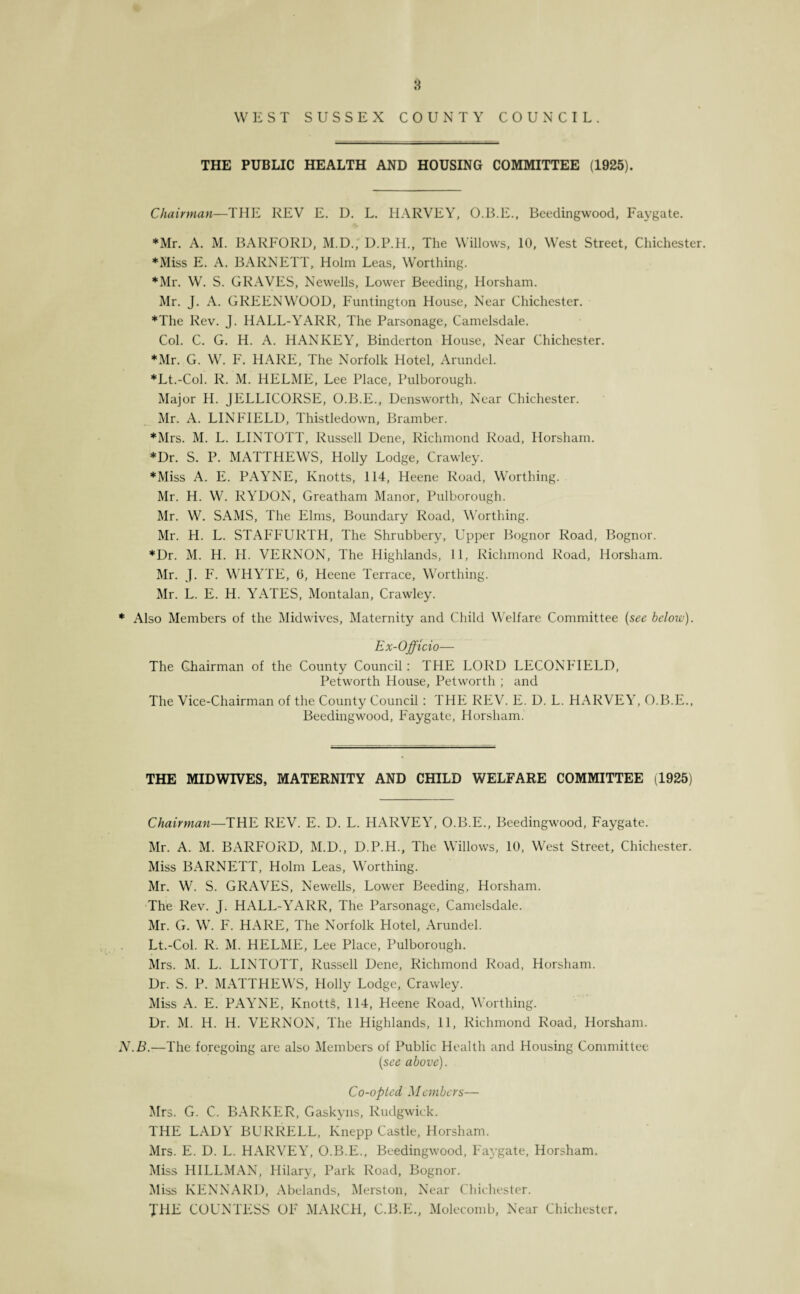 3
WEST SUSSEX COUNTY COUNCIL.
THE PUBLIC HEALTH AND HOUSING COMMITTEE (1925).
Chairman—THE REV E. D. L. HARVEY, O.B.E., Beedingwood, Faygate.
*Mr. A. M. BARFORD, M.D., D.P.H., The Willows, 10, West Street, Chichester.
*Miss E. A. BARNETT, Holm Leas, Worthing.
*Mr. W. S. GRAVES, Newells, Lower Beeding, Horsham.
Mr. J. A. GREENWOOD, Funtington House, Near Chichester.
*The Rev. J. HALL-YARR, The Parsonage, Camelsdale.
Col. C. G. H. A. HANKEY, Binderton House, Near Chichester.
*Mr. G. W. F. HARE, The Norfolk Hotel, Arundel.
*Lt.-Col. R. M. HELME, Lee Place, Pulborough.
Major H. JELLICORSE, O.B.E., Densworth, Near Chichester.
Mr. A. LINFIELD, Thistledown, Bramber.
*Mrs. M. L. LINTOTT, Russell Dene, Richmond Road, Horsham.
*Dr. S. P. MATTHEWS, Holly Lodge, Crawley.
*Miss A. E. PAYNE, Knotts, 114, Heene Road, Worthing.
Mr. H. W. RYDON, Greatham Manor, Pulborough.
Mr. W. SAMS, The Elms, Boundary Road, Worthing.
Mr. H. L. STAFFURTH, The Shrubbery, Upper Bognor Road, Bognor.
*Dr. M. H. H. VERNON, The Highlands, 11, Richmond Road, Horsham.
Mr. J. F. WHYTE, 6, Heene Terrace, Worthing.
Mr. L. E. H. YATES, Montalan, Crawley.
* Also Members of the Midwives, Maternity and Child Welfare Committee (see below).
Ex-Officio—
The Chairman of the County Council : THE LORD LECONFIELD,
Petworth House, Petworth ; and
The Vice-Chairman of the County Council : THE REV. E. D. L. HARVEY, O.B.E.,
Beedingwood, Faygate, Horsham.
THE MIDWIVES, MATERNITY AND CHILD WELFARE COMMITTEE (1925)
Chairman—THE REV. E. D. L. HARVEY, O.B.E., Beedingwood, Faygate.
Mr. A. M. BARFORD, M.D., D.P.H., The Willows, 10, West Street, Chichester.
Miss BARNETT, Holm Leas, Worthing.
Mr. W. S. GRAVES, Newells, Lower Beeding, Horsham.
The Rev. J. HALL-YARR, The Parsonage, Camelsdale.
Mr. G. W. F. HARE, The Norfolk Hotel, Arundel.
Lt.-Col. R. M. HELME, Lee Place, Pulborough.
Mrs. M. L. LINTOTT, Russell Dene, Richmond Road, Horsham.
Dr. S. P. MATTHEWS, Holly Lodge, Crawley.
Miss A. E. PAYNE, Knotts, 114, Heene Road, Worthing.
Dr. M. H. H. VERNON, The Highlands, 11, Richmond Road, Horsham.
N.B.—The foregoing are also Members of Public Health and Housing Committee
(see above).
Co-opted Members—
Mrs. G. C. BARKER, Gaskyns, Rudgwick.
THE LADY BURRELL, Knepp Castle, Horsham.
Mrs. E. D. L. HARVEY, O.B.E., Beedingwood, Faygate, Horsham.
Miss HILLMAN, Hilary, Park Road, Bognor.
Miss KENNARD, Abelands, Merston, Near Chichester.
THE COUNTESS OF MARCH, C.B.E., Molecomb, Near Chichester.